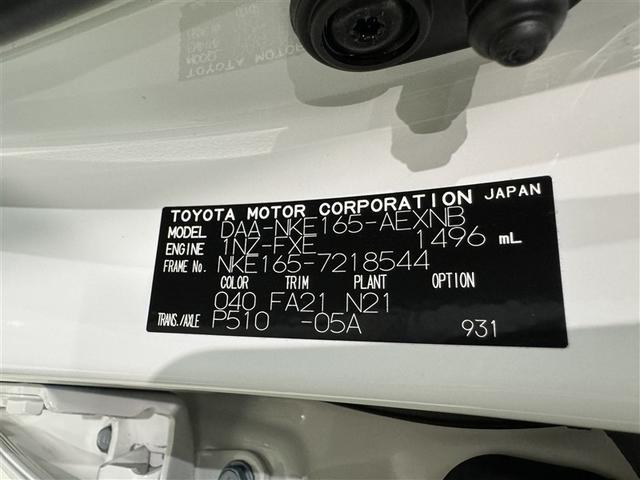 TOYOTA MOTOR CORPORATION JAPAN
MODEL DAA-NKE165-AEXNB
ENGINE 1NZ-FXE 1496 mL
FRAME No. NKE165-7218544
COLOR TRIM PLANT OPTION
040 FA21 N21
TRANS./AXLE P510 -05A 931